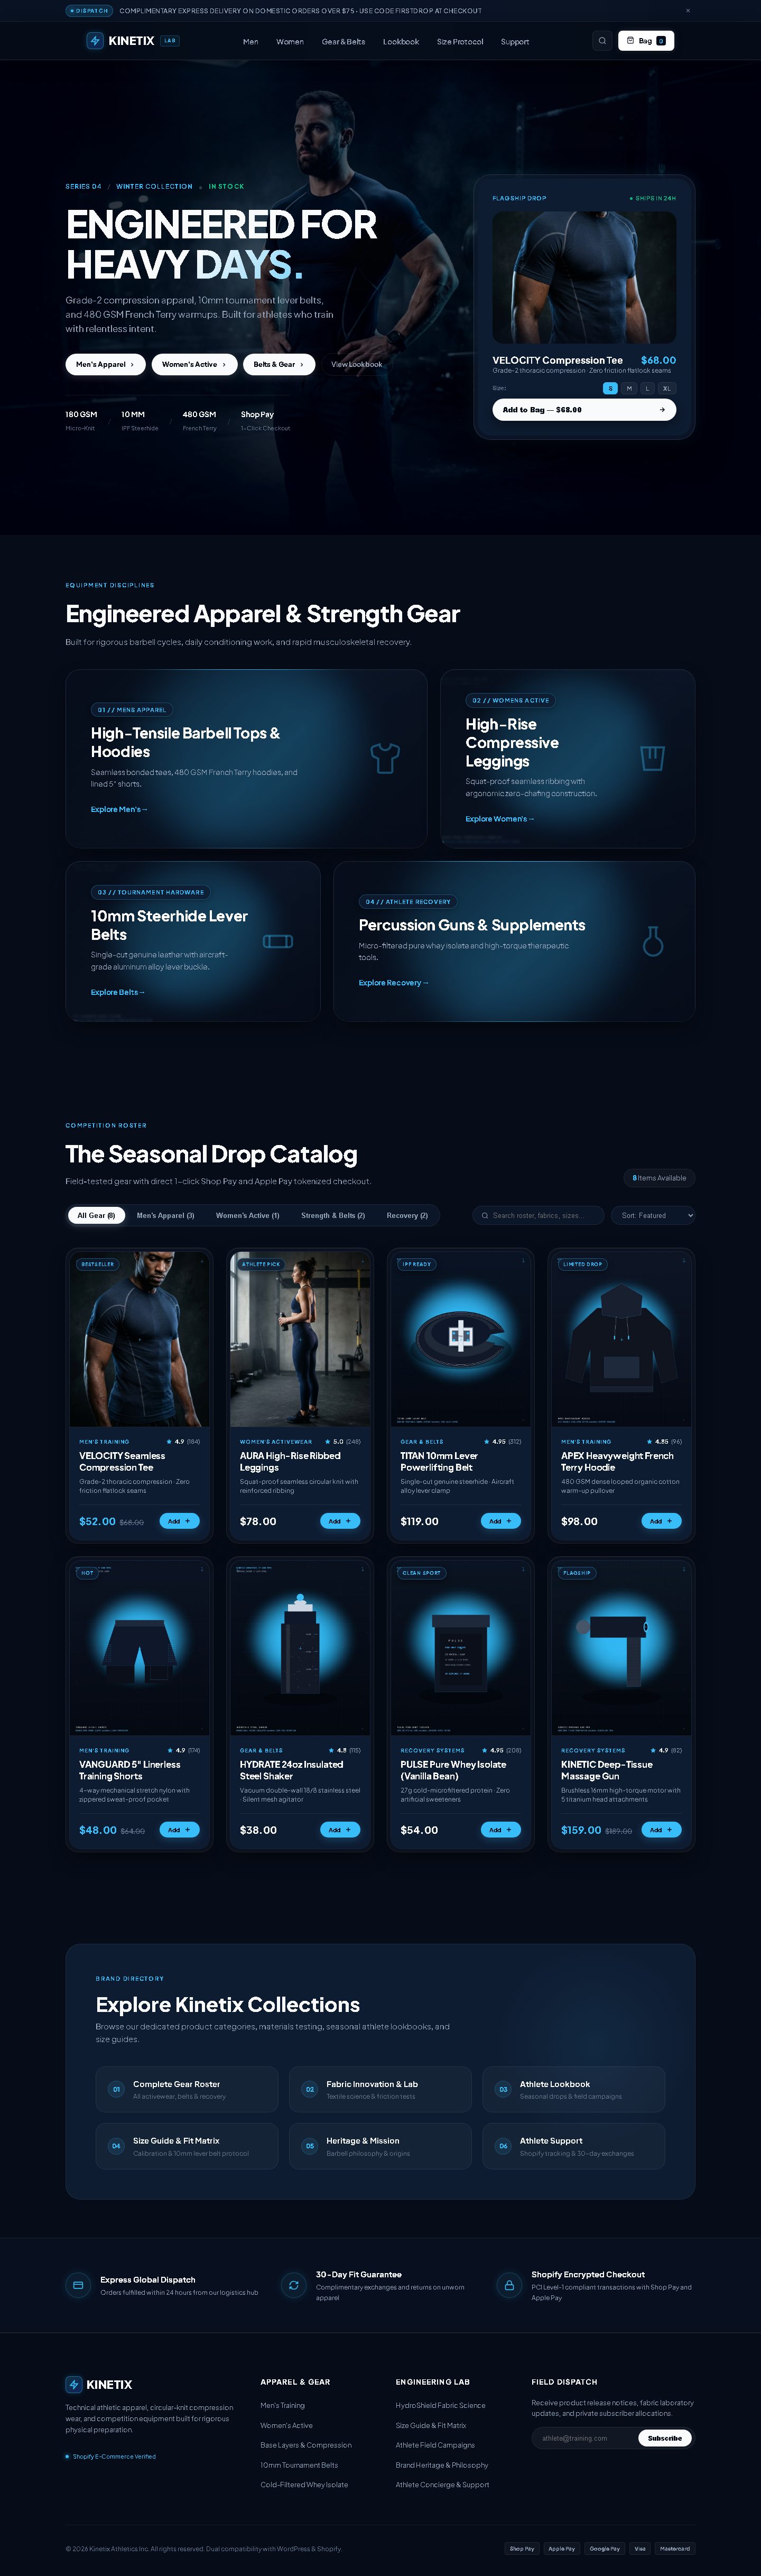 DISPATCH
COMPLIMENTARY EXPRESS DELIVERY ON DOMESTIC ORDERS OVER $75 · USE CODE FIRSTDROP AT CHECKOUT
×
KINETIX LAB
Men
Women
Gear & Belts
Lookbook
Size Protocol
Support
Bag 0
SERIES 04 / WINTER COLLECTION
IN STOCK
ENGINEERED FOR
HEAVY DAYS.
Grade-2 compression apparel, 10mm tournament lever belts,
and 480 GSM French Terry warmups. Built for athletes who train
with relentless intent.
Men's Apparel
Women's Active
Belts & Gear
View Lookbook
180 GSM
Micro-Knit
10 MM
IPF Steerhide
480 GSM
French Terry
Shop Pay
1-Click Checkout
FLAGSHIP DROP
SHIPS IN 24H
VELOCITY Compression Tee
$68.00
Grade-2 thoracic compression · Zero friction flatlock seams
Size:
S
M
L
XL
Add to Bag — $68.00 →
EQUIPMENT DISCIPLINES
Engineered Apparel & Strength Gear
Built for rigorous barbell cycles, daily conditioning work, and rapid musculoskeletal recovery.
01 // MENS APPAREL
High-Tensile Barbell Tops &
Hoodies
Seamless bonded tees, 480 GSM French Terry hoodies, and
lined 5" shorts.
Explore Men's →
02 // WOMENS ACTIVE
High-Rise
Compressive
Leggings
Squat-proof seamless ribbing with
ergonomic zero-chafing construction.
Explore Women's →
03 // TOURNAMENT HARDWARE
10mm Steerhide Lever
Belts
Single-cut genuine leather with aircraft-
grade aluminum alloy lever buckle.
Explore Belts →
04 // ATHLETE RECOVERY
Percussion Guns & Supplements
Micro-filtered pure whey isolate and high-torque therapeutic
tools.
Explore Recovery →
COMPETITION ROSTER
The Seasonal Drop Catalog
Field-tested gear with direct 1-click Shop Pay and Apple Pay tokenized checkout.
8 Items Available
All Gear (8)
Men's Apparel (3)
Women's Active (1)
Strength & Belts (2)
Recovery (2)
Search roster, fabrics, sizes...
Sort: Featured
BESTSELLER
MEN'S TRAINING
★ 4.9 (184)
VELOCITY Seamless
Compression Tee
Grade-2 thoracic compression · Zero
friction flatlock seams
$52.00 $68.00
Add +
ATHLETE PICK
WOMEN'S ACTIVEWEAR
★ 5.0 (248)
AURA High-Rise Ribbed
Leggings
Squat-proof seamless circular knit with
reinforced ribbing
$78.00
Add +
IPF READY
GEAR & BELTS
★ 4.95 (312)
TITAN 10mm Lever
Powerlifting Belt
Single-cut genuine steerhide · Aircraft
alloy lever clamp
$119.00
Add +
LIMITED DROP
MEN'S TRAINING
★ 4.85 (96)
APEX Heavyweight French
Terry Hoodie
480 GSM dense looped organic cotton
warm-up pullover
$98.00
Add +
HOT
MEN'S TRAINING
★ 4.9 (174)
VANGUARD 5" Linerless
Training Shorts
4-way mechanical stretch nylon with
zippered sweat-proof pocket
$48.00 $64.00
Add +
GEAR & BELTS
★ 4.8 (115)
HYDRATE 24oz Insulated
Steel Shaker
Vacuum double-wall 18/8 stainless steel
· Silent mesh agitator
$38.00
Add +
CLEAN SPORT
PULSE
RECOVERY SYSTEMS
★ 4.95 (208)
PULSE Pure Whey Isolate
(Vanilla Bean)
27g cold-microfiltered protein · Zero
artificial sweeteners
$54.00
Add +
FLAGSHIP
RECOVERY SYSTEMS
★ 4.9 (82)
KINETIC Deep-Tissue
Massage Gun
Brushless 16mm high-torque motor with
5 titanium head attachments
$159.00 $189.00
Add +
BRAND DIRECTORY
Explore Kinetix Collections
Browse our dedicated product categories, materials testing, seasonal athlete lookbooks, and
size guides.
01
Complete Gear Roster
All activewear, belts & recovery
02
Fabric Innovation & Lab
Textile science & friction tests
03
Athlete Lookbook
Seasonal drops & field campaigns
04
Size Guide & Fit Matrix
Calibration & 10mm lever belt protocol
05
Heritage & Mission
Barbell philosophy & origins
06
Athlete Support
Shopify tracking & 30-day exchanges
Express Global Dispatch
Orders fulfilled within 24 hours from our logistics hub
30-Day Fit Guarantee
Complimentary exchanges and returns on unworn
apparel
Shopify Encrypted Checkout
PCI Level-1 compliant transactions with Shop Pay and
Apple Pay
KINETIX
Technical athletic apparel, circular-knit compression
wear, and competition equipment built for rigorous
physical preparation.
Shopify E-Commerce Verified
APPAREL & GEAR
Men's Training
Women's Active
Base Layers & Compression
10mm Tournament Belts
Cold-Filtered Whey Isolate
ENGINEERING LAB
HydroShield Fabric Science
Size Guide & Fit Matrix
Athlete Field Campaigns
Brand Heritage & Philosophy
Athlete Concierge & Support
FIELD DISPATCH
Receive product release notices, fabric laboratory
updates, and private subscriber allocations.
athlete@training.com
Subscribe
© 2026 Kinetix Athletics Inc. All rights reserved. Dual compatibility with WordPress & Shopify.
Shop Pay
Apple Pay
Google Pay
Visa
Mastercard